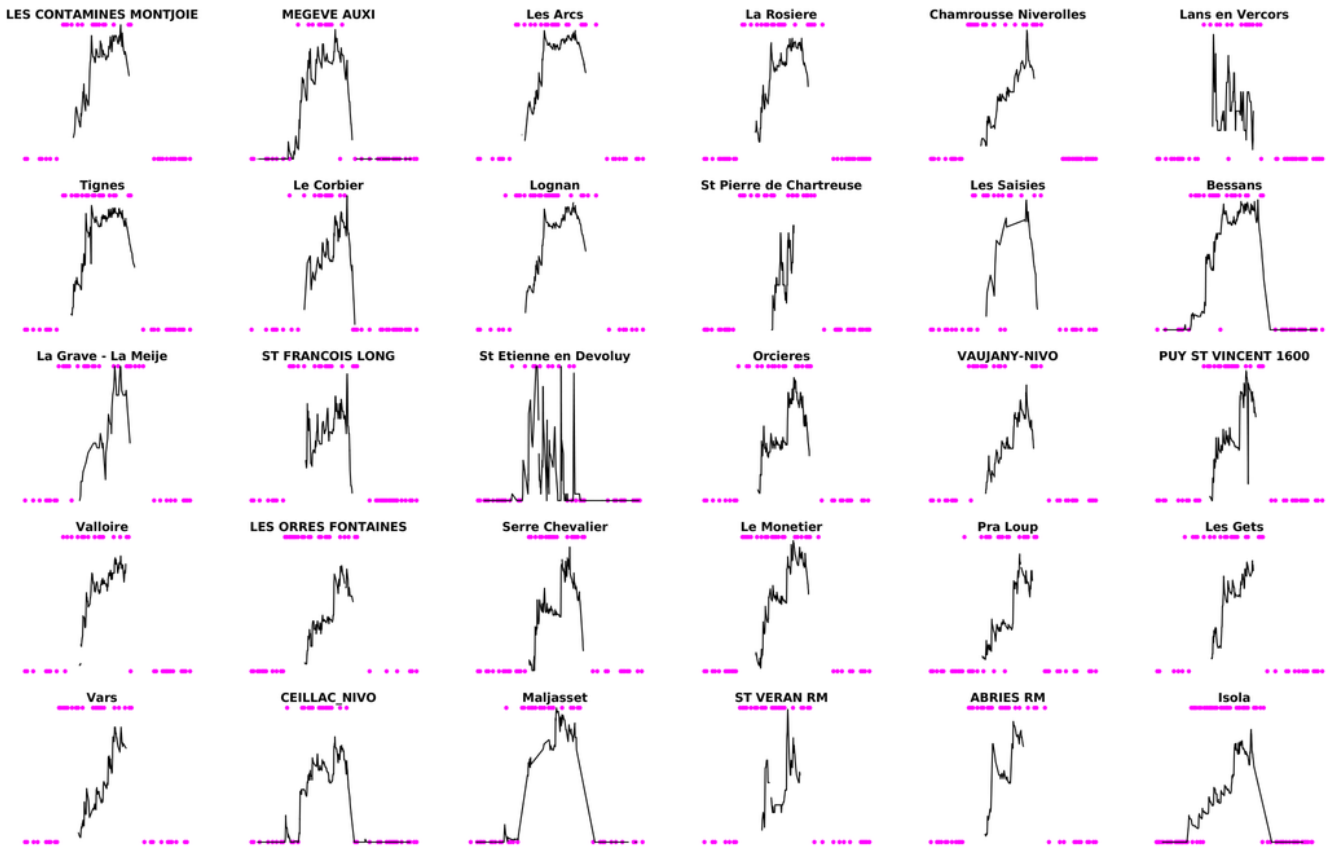 LES CONTAMINES MONTJOIE
MEGEVE AUXI
Les Arcs
La Rosiere
Chamrousse Niverolles
Lans en Vercors
Tignes
Le Corbier
Lognan
St Pierre de Chartreuse
Les Saisies
Bessans
La Grave - La Meije
ST FRANCOIS LONG
St Etienne en Devoluy
Orcieres
VAUJANY-NIVO
PUY ST VINCENT 1600
Valloire
LES ORRES FONTAINES
Serre Chevalier
Le Monetier
Pra Loup
Les Gets
Vars
CEILLAC_NIVO
Maljasset
ST VERAN RM
ABRIES RM
Isola